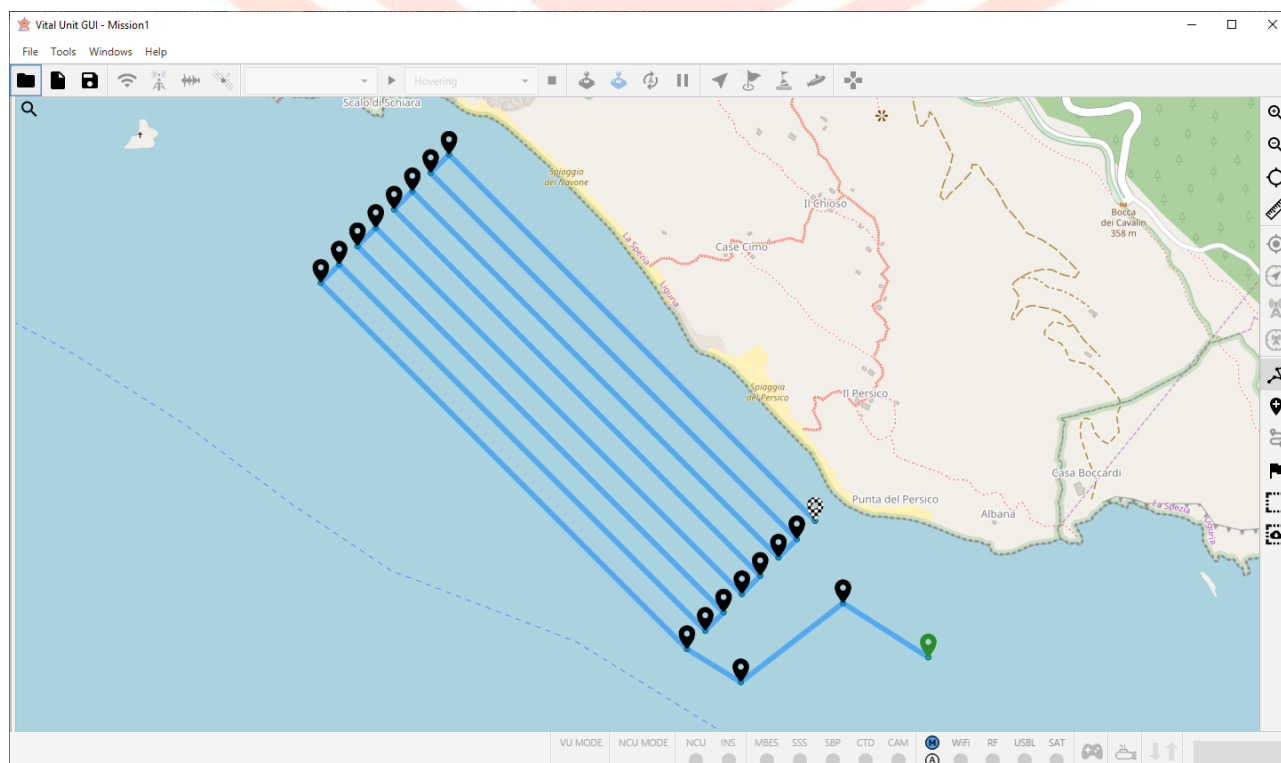 Vital Unit GUI - Mission1
File Tools Windows Help
Hovering
Scalo di Schiara
Spiaggia
del Navone
La Spezia
Liguria
Il Chioso
Case Cimo
Bocca
dei Cavalin
358 m
Spiaggia
del Persico
Il Persico
Casa Boccardi
Punta del Persico
Albana
La Spezia
Liguria
VU MODE NCU MODE NCU INS MBES SSS SBP CTD CAM M WiFi RF USBL SAT
A